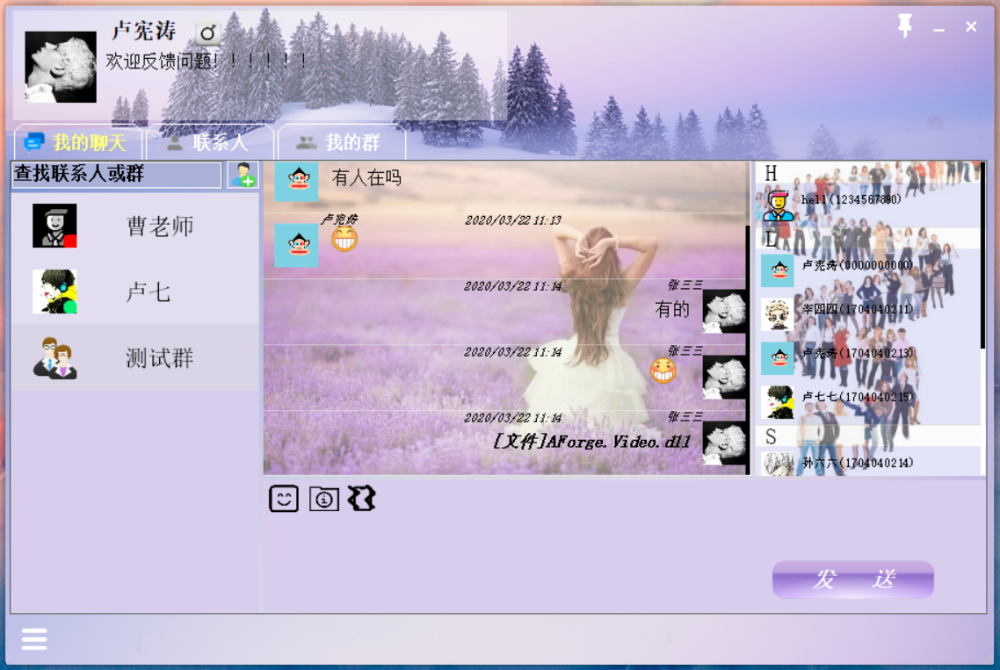 卢宪涛
欢迎反馈问题！！！！！！
我的聊天
联系人
我的群
查找联系人或群
曹老师
卢七
测试群
有人在吗
卢宪涛
2020/03/22 11:13
2020/03/22 11:14
张三三
有的
2020/03/22 11:14
张三三
2020/03/22 11:14
张三三
[文件]AForge.Video.dll
H
hell(1234567890)
L
卢宪涛(0000000000)
李四四(1704040211)
卢宪涛(1704040213)
卢七七(1704040215)
S
孙六六(1704040214)
发 送